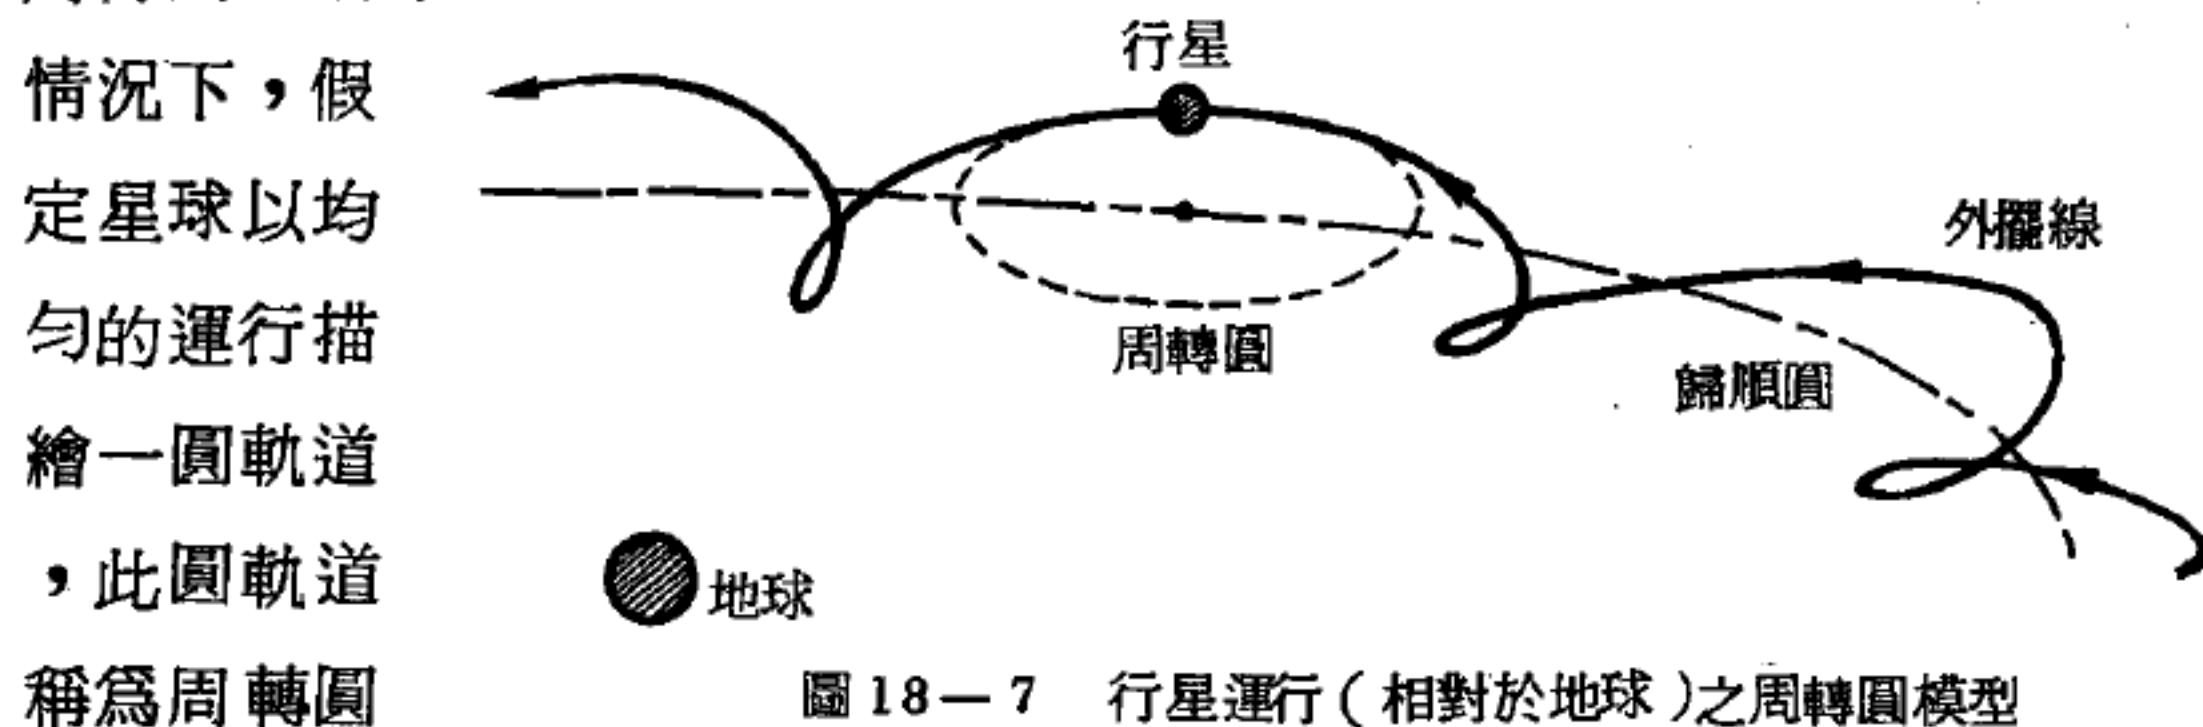 情況下，假
定星球以均
勻的運行描
繪一圓軌道
，此圓軌道
稱爲周轉圓
行星
外擺線
周轉圓
歸順圓
地球
圖 18－7　行星運行（相對於地球）之周轉圓模型